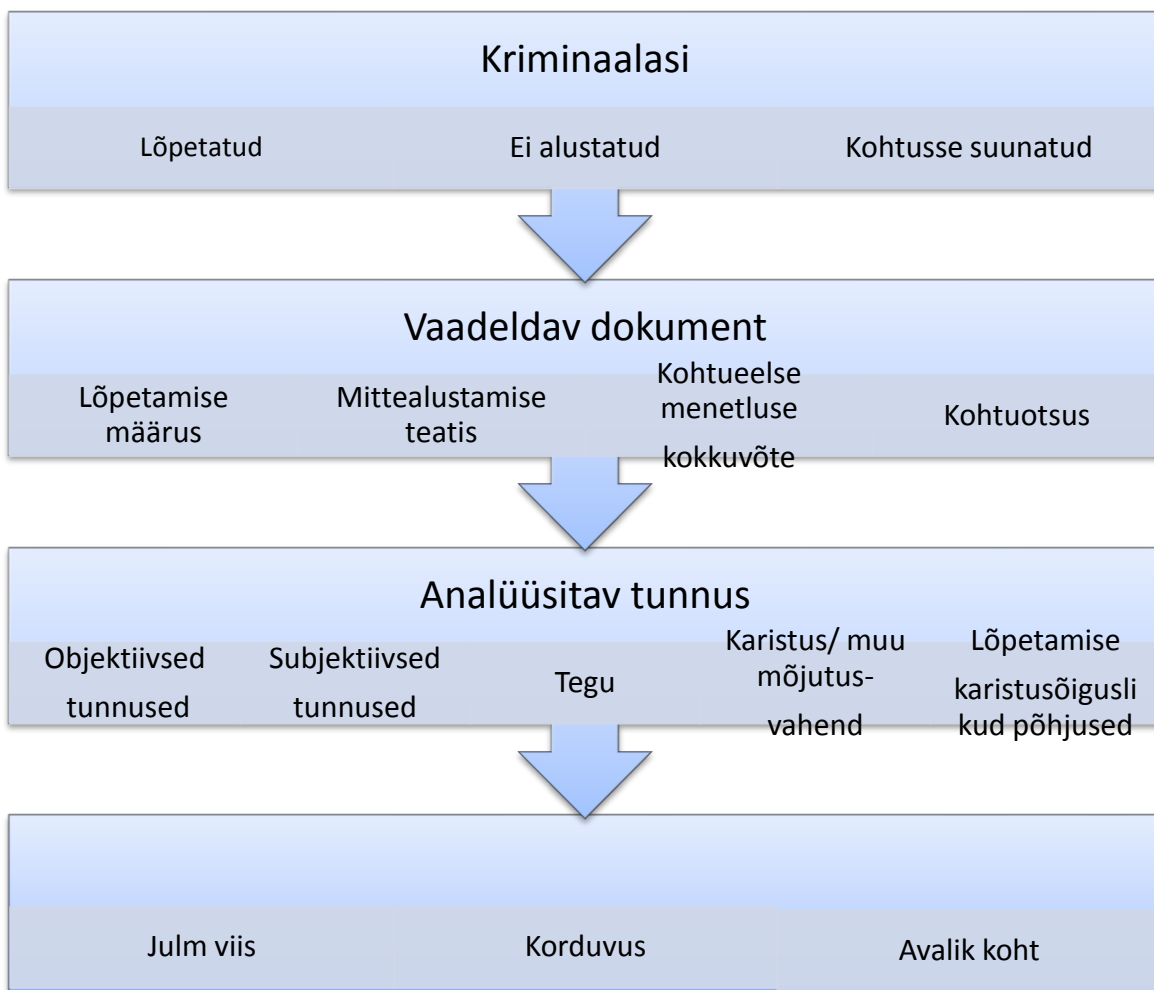 Kriminaalasi
Lõpetatud
Ei alustatud
Kohtusse suunatud
Vaadeldav dokument
Lõpetamise
määrus
Mittealustamise
teatis
Kohtueelse
menetluse
kokkuvõte
Kohtuotsus
Analüüsitav tunnus
Objektiivsed
tunnused
Subjektiivsed
tunnused
Tegu
Karistus/ muu
mõjutus-
vahend
Lõpetamise
karistusõigusli
kud põhjused
Julm viis
Korduvus
Avalik koht